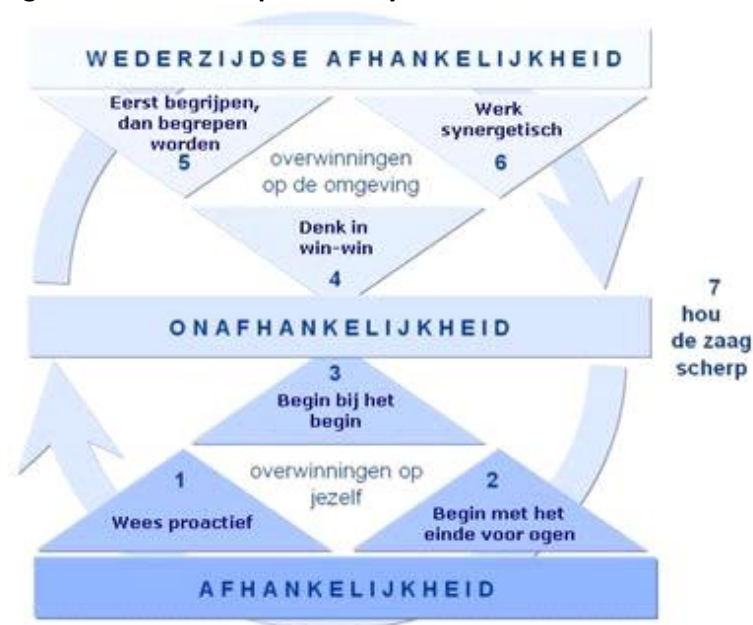 WEDERZIJDSE AFHANKELIJKHEID
Eerst begrijpen,
dan begrepen
worden
5
Werk
synergetisch
6
overwinningen
op de omgeving
Denk in
win-win
4
ONAFHANKELIJKHEID
7
hou
de zaag
scherp
3
Begin bij het
begin
1
Wees proactief
overwinningen op
jezelf
2
Begin met het
einde voor ogen
AFHANKELIJKHEID